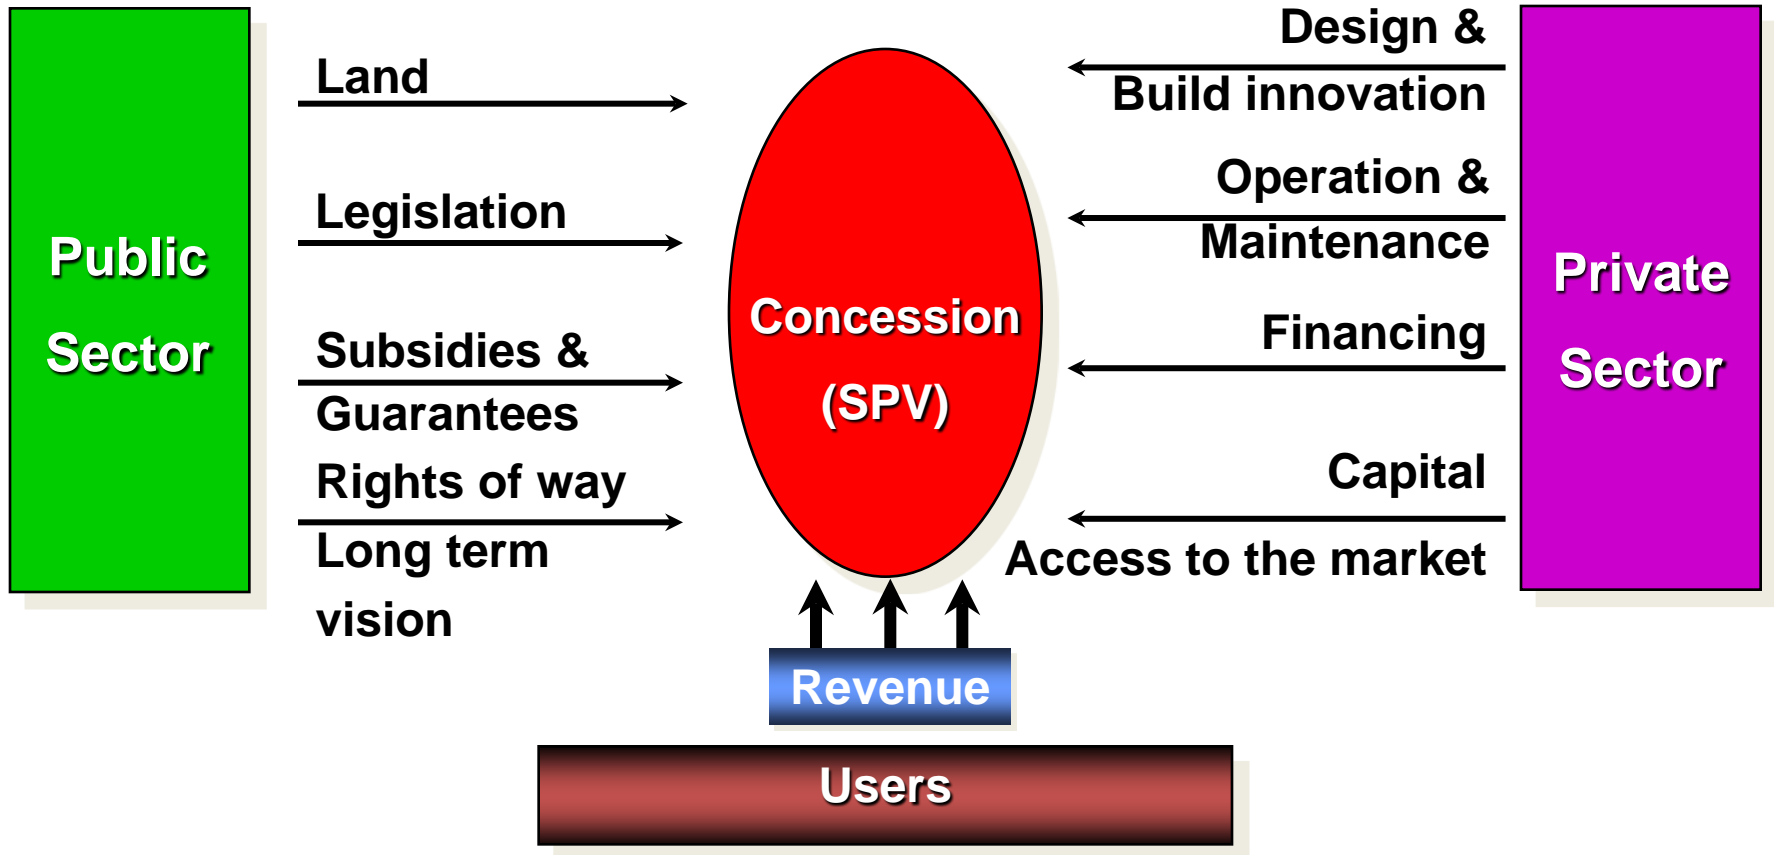 Public
Sector
Land
Legislation
Subsidies &
Guarantees
Rights of way
Long term
vision
Concession
(SPV)
Design &
Build innovation
Operation &
Maintenance
Financing
Capital
Access to the market
Private
Sector
Revenue
Users